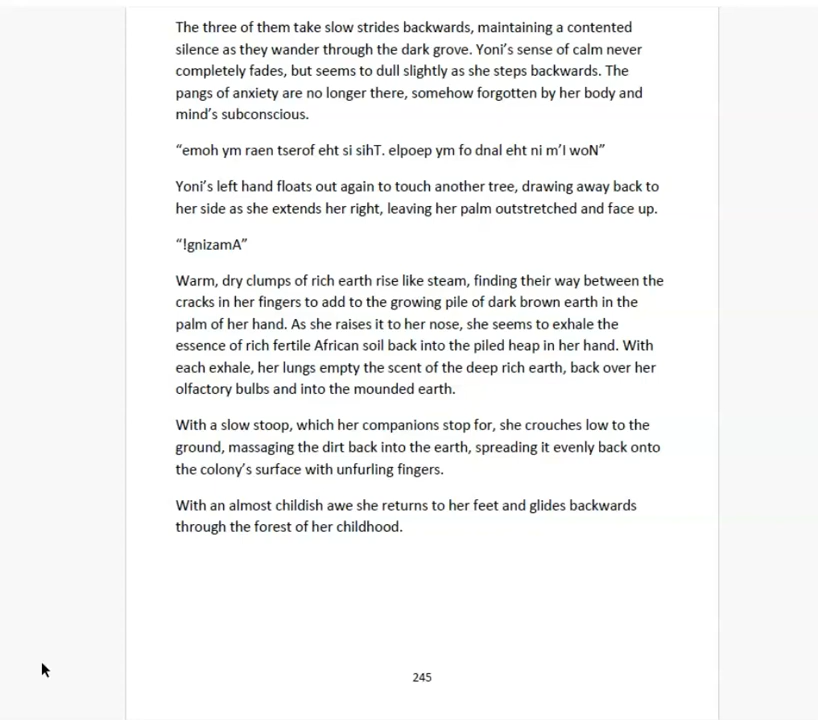 The three of them take slow strides backwards, maintaining a contented
silence as they wander through the dark grove. Yoni’s sense of calm never
completely fades, but seems to dull slightly as she steps backwards. The
pangs of anxiety are no longer there, somehow forgotten by her body and
mind’s subconscious.
“emoh ym raen tserof eht si sihT. elpoep ym fo dnal eht ni m’I woN”
Yoni’s left hand floats out again to touch another tree, drawing away back to
her side as she extends her right, leaving her palm outstretched and face up.
“!gnizamA”
Warm, dry clumps of rich earth rise like steam, finding their way between the
cracks in her fingers to add to the growing pile of dark brown earth in the
palm of her hand. As she raises it to her nose, she seems to exhale the
essence of rich fertile African soil back into the piled heap in her hand. With
each exhale, her lungs empty the scent of the deep rich earth, back over her
olfactory bulbs and into the mounded earth.
With a slow stoop, which her companions stop for, she crouches low to the
ground, massaging the dirt back into the earth, spreading it evenly back onto
the colony’s surface with unfurling fingers.
With an almost childish awe she returns to her feet and glides backwards
through the forest of her childhood.
245